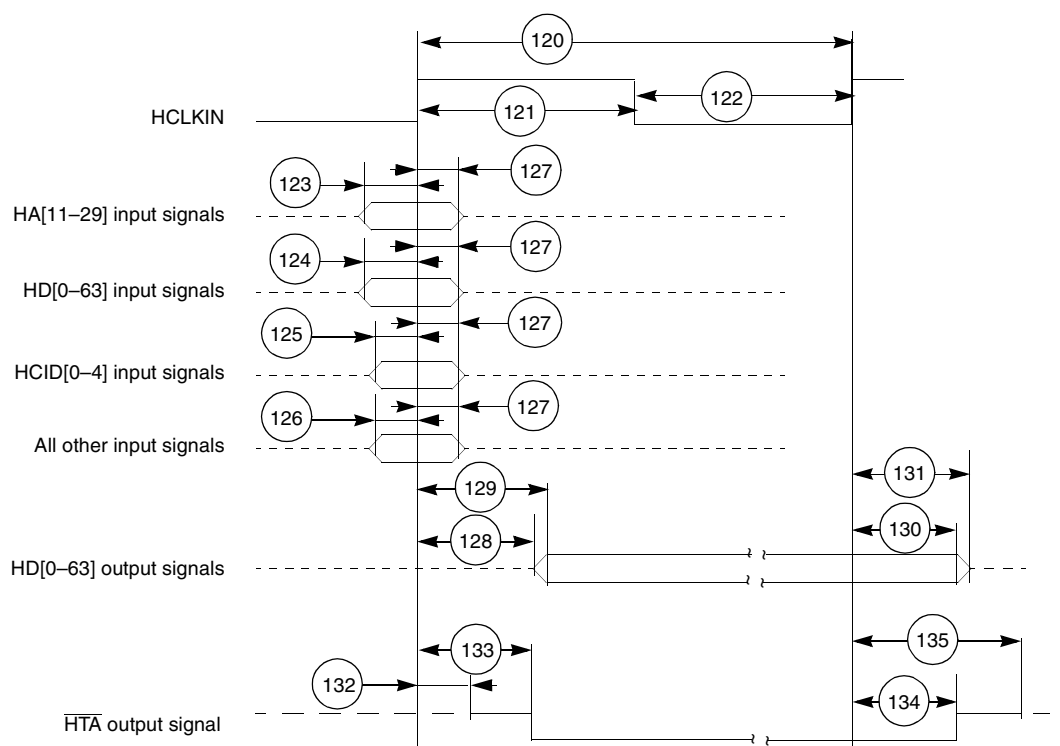 120
121
122
HCLKIN
123
127
HA[11–29] input signals
124
127
HD[0–63] input signals
125
127
HCID[0–4] input signals
126
127
All other input signals
129
131
128
130
HD[0–63] output signals
133
135
132
134
HTA output signal